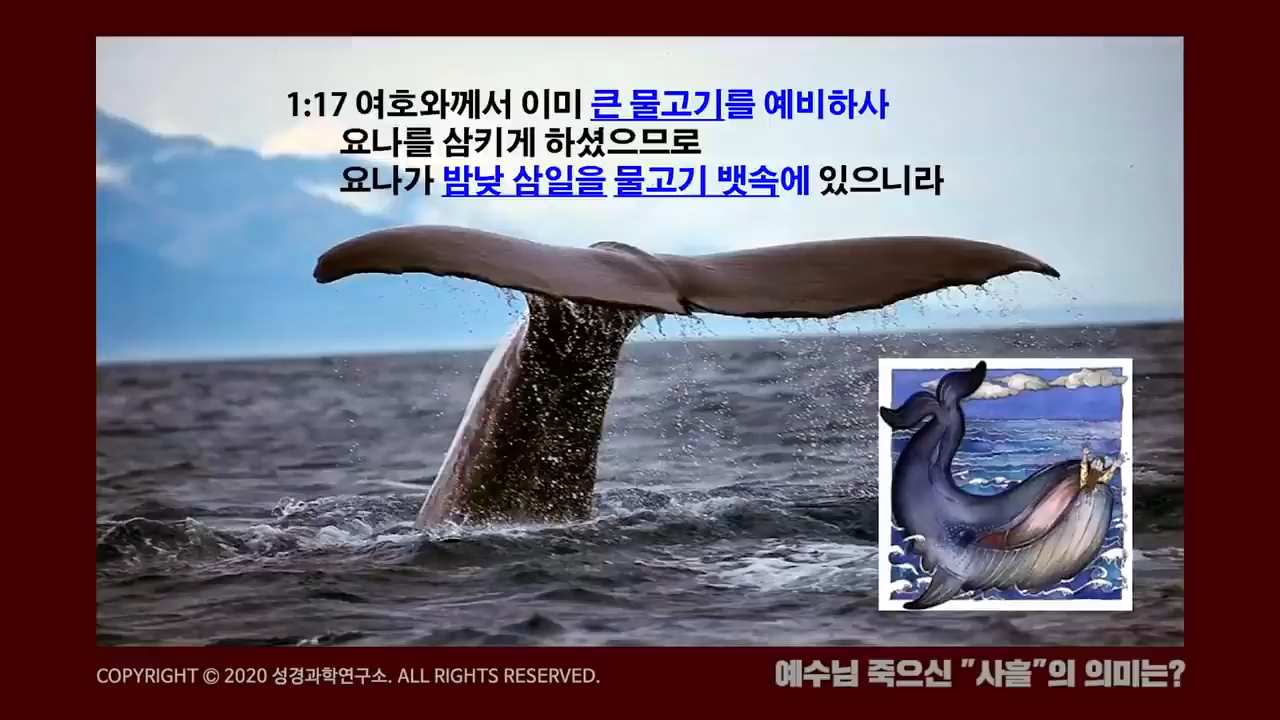 1:17 여호와께서 이미 큰 물고기를 예비하사
요나를 삼키게 하셨으므로
요나가 밤낮 삼일을 물고기 뱃속에 있으니라
COPYRIGHT © 2020 성경과학연구소. ALL RIGHTS RESERVED.
예수님 죽으신 "사흘"의 의미는?